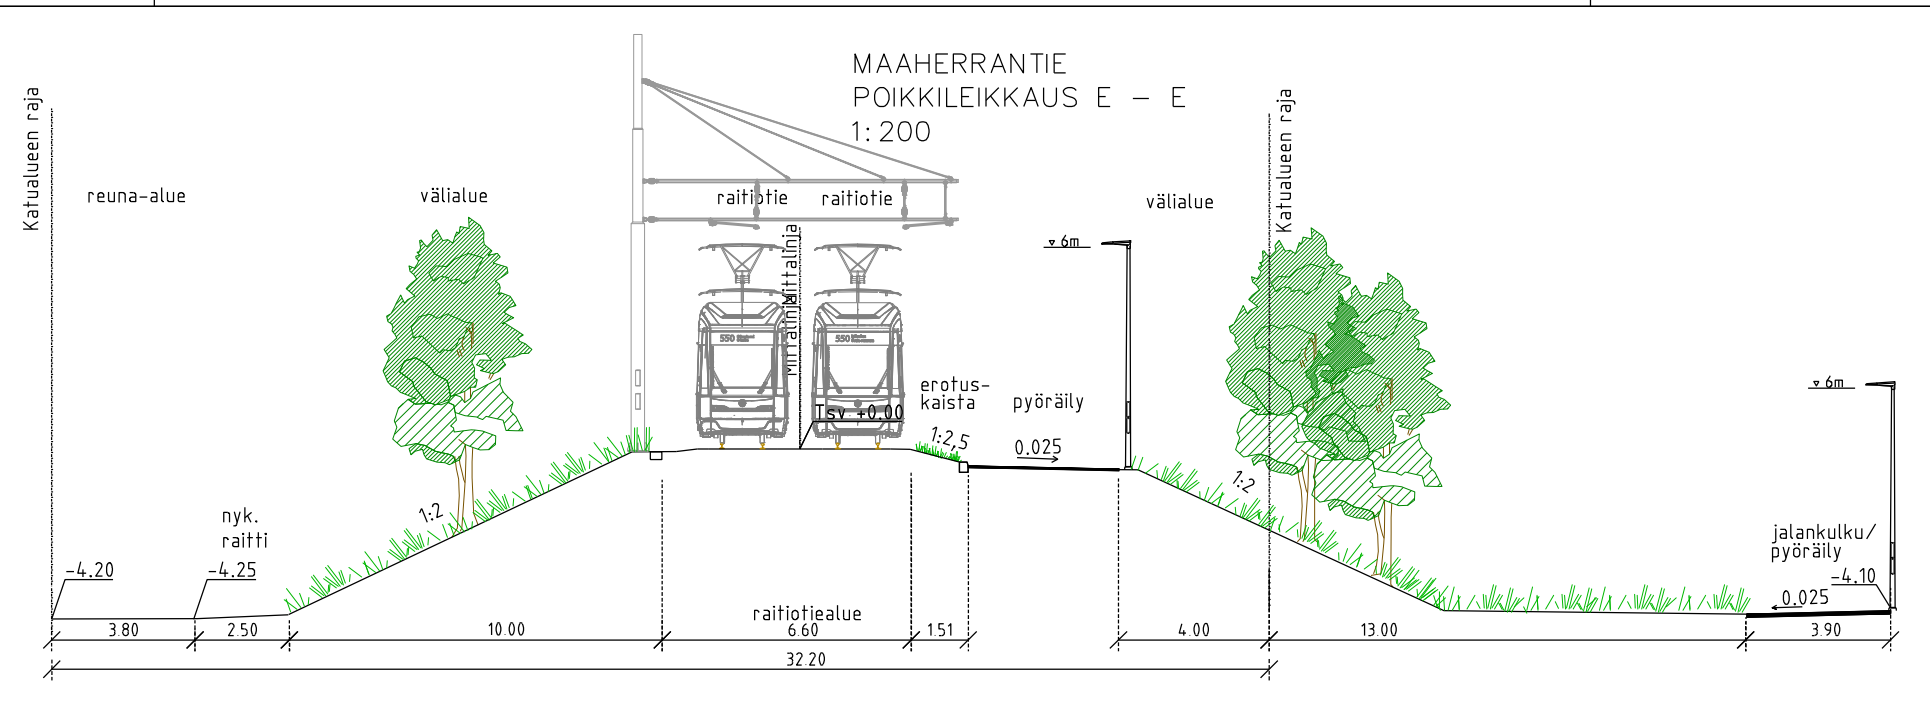 MAAHERRANTIE
POIKKILEIKKAUS E – E
1:200
Katualueen raja
Katualueen raja
reuna-alue
välialue
raitiotie
raitiotie
välialue
6m
Mittalinja
Mittalinja
550
550
6m
Tsv +0.00
erotus-
kaista
pyöräily
1:2,5
0.025
1:2
1:2
nyk.
raitti
-4.20
-4.25
jalankulku/
pyöräily
-4.10
0.025
raitiotiealue
3.80
2.50
10.00
6.60
1.51
4.00
13.00
3.90
32.20